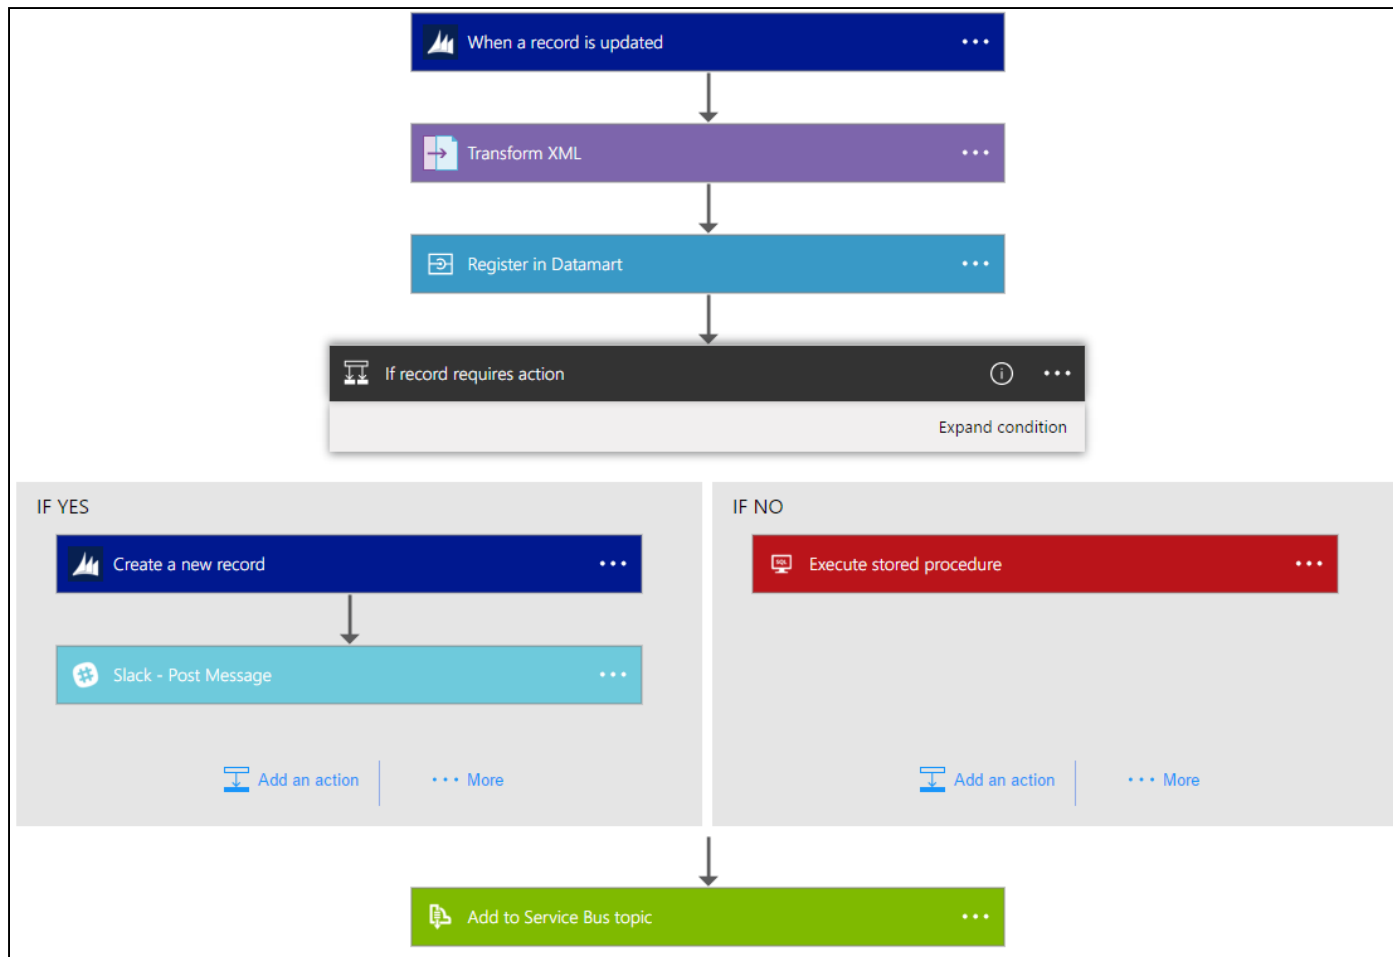 When a record is updated
Transform XML
Register in Datamart
If record requires action
Expand condition
IF YES
Create a new record
Slack - Post Message
Add an action
More
IF NO
SQL
Execute stored procedure
Add an action
More
Add to Service Bus topic